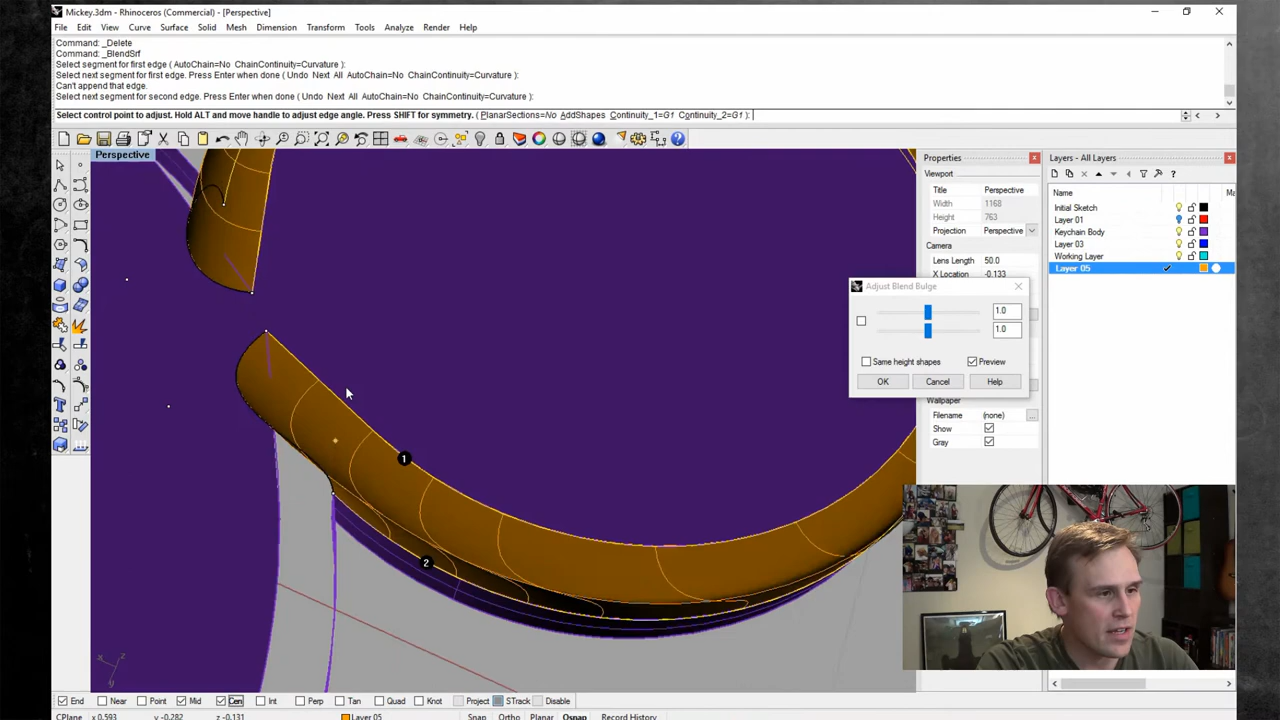 Mickey.3dm - Rhinoceros (Commercial) - [Perspective]
File Edit View Curve Surface Solid Mesh Dimension Transform Tools Analyze Render Help
Command: _Delete
Command: _BlendSrf
Select segment for first edge ( AutoChain=No ChainContinuity=Curvature ):
Select next segment for first edge. Press Enter when done ( Undo Next All AutoChain=No ChainContinuity=Curvature ):
Can't append that edge.
Select next segment for second edge. Press Enter when done ( Undo Next All AutoChain=No ChainContinuity=Curvature ):
Select control point to adjust. Hold ALT and move handle to adjust edge angle. Press SHIFT for symmetry. ( PlanarSections=No AddShapes Continuity_1=G1 Continuity_2=G1 ):
Perspective
Properties
Viewport
Title Perspective
Width 1168
Height 763
Projection Perspective
Camera
Lens Length 50.0
X Location -0.133
Layers - All Layers
Name
Initial Sketch
Layer 01
Keychain Body
Layer 03
Working Layer
Layer 05
Adjust Blend Bulge
1.0
1.0
Same height shapes Preview
OK Cancel Help
Wallpaper
Filename (none) ...
Show
Gray
1
2
x z
End Near Point Mid Cen Int Perp Tan Quad Knot Project STrack Disable
CPlane x 0.593 y -0.282 z -0.131 Layer 05 Snap Ortho Planar Osnap Record History